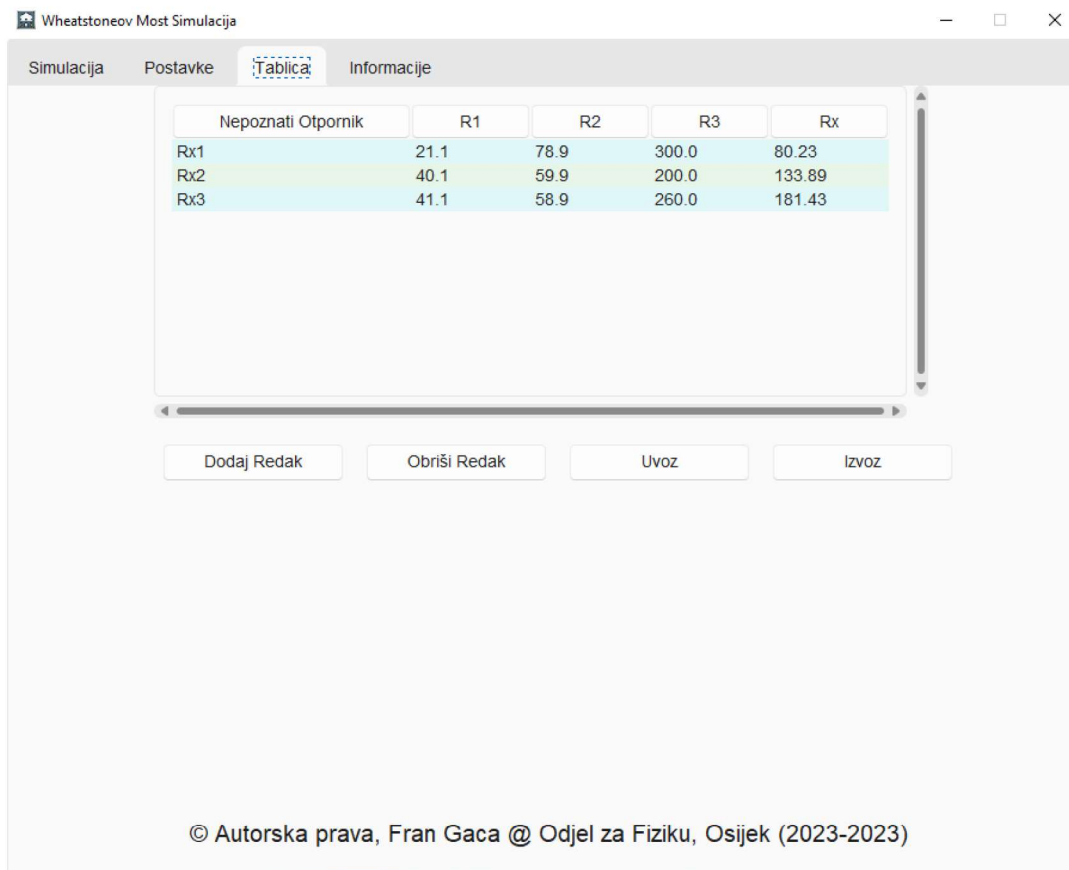 Wheatstoneov Most Simulacija
Simulacija Postavke Tablica Informacije
Nepoznati Otpornik R1 R2 R3 Rx
Rx1 21.1 78.9 300.0 80.23
Rx2 40.1 59.9 200.0 133.89
Rx3 41.1 58.9 260.0 181.43
Dodaj Redak Obriši Redak Uvoz Izvoz
© Autorska prava, Fran Gaca @ Odjel za Fiziku, Osijek (2023-2023)